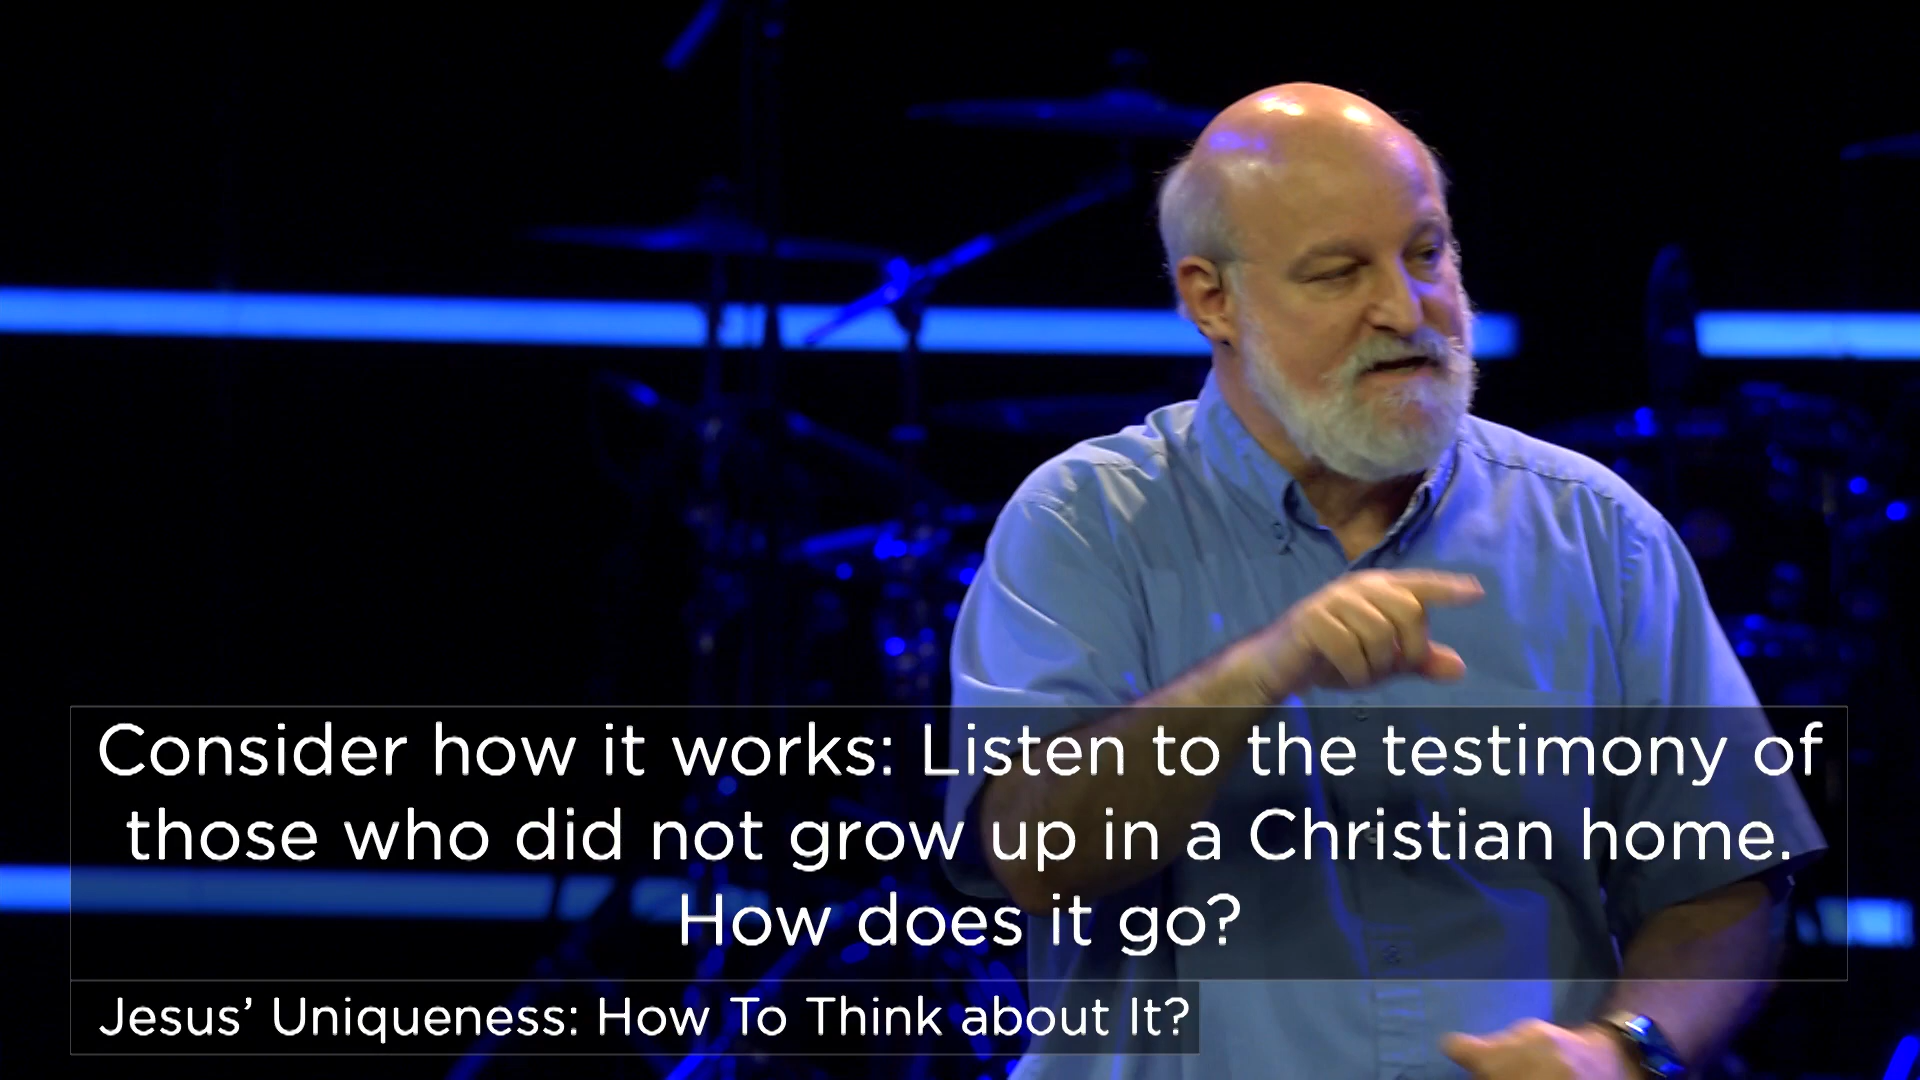 Consider how it works: Listen to the testimony of
those who did not grow up in a Christian home.
How does it go?
Jesus’ Uniqueness: How To Think about It?